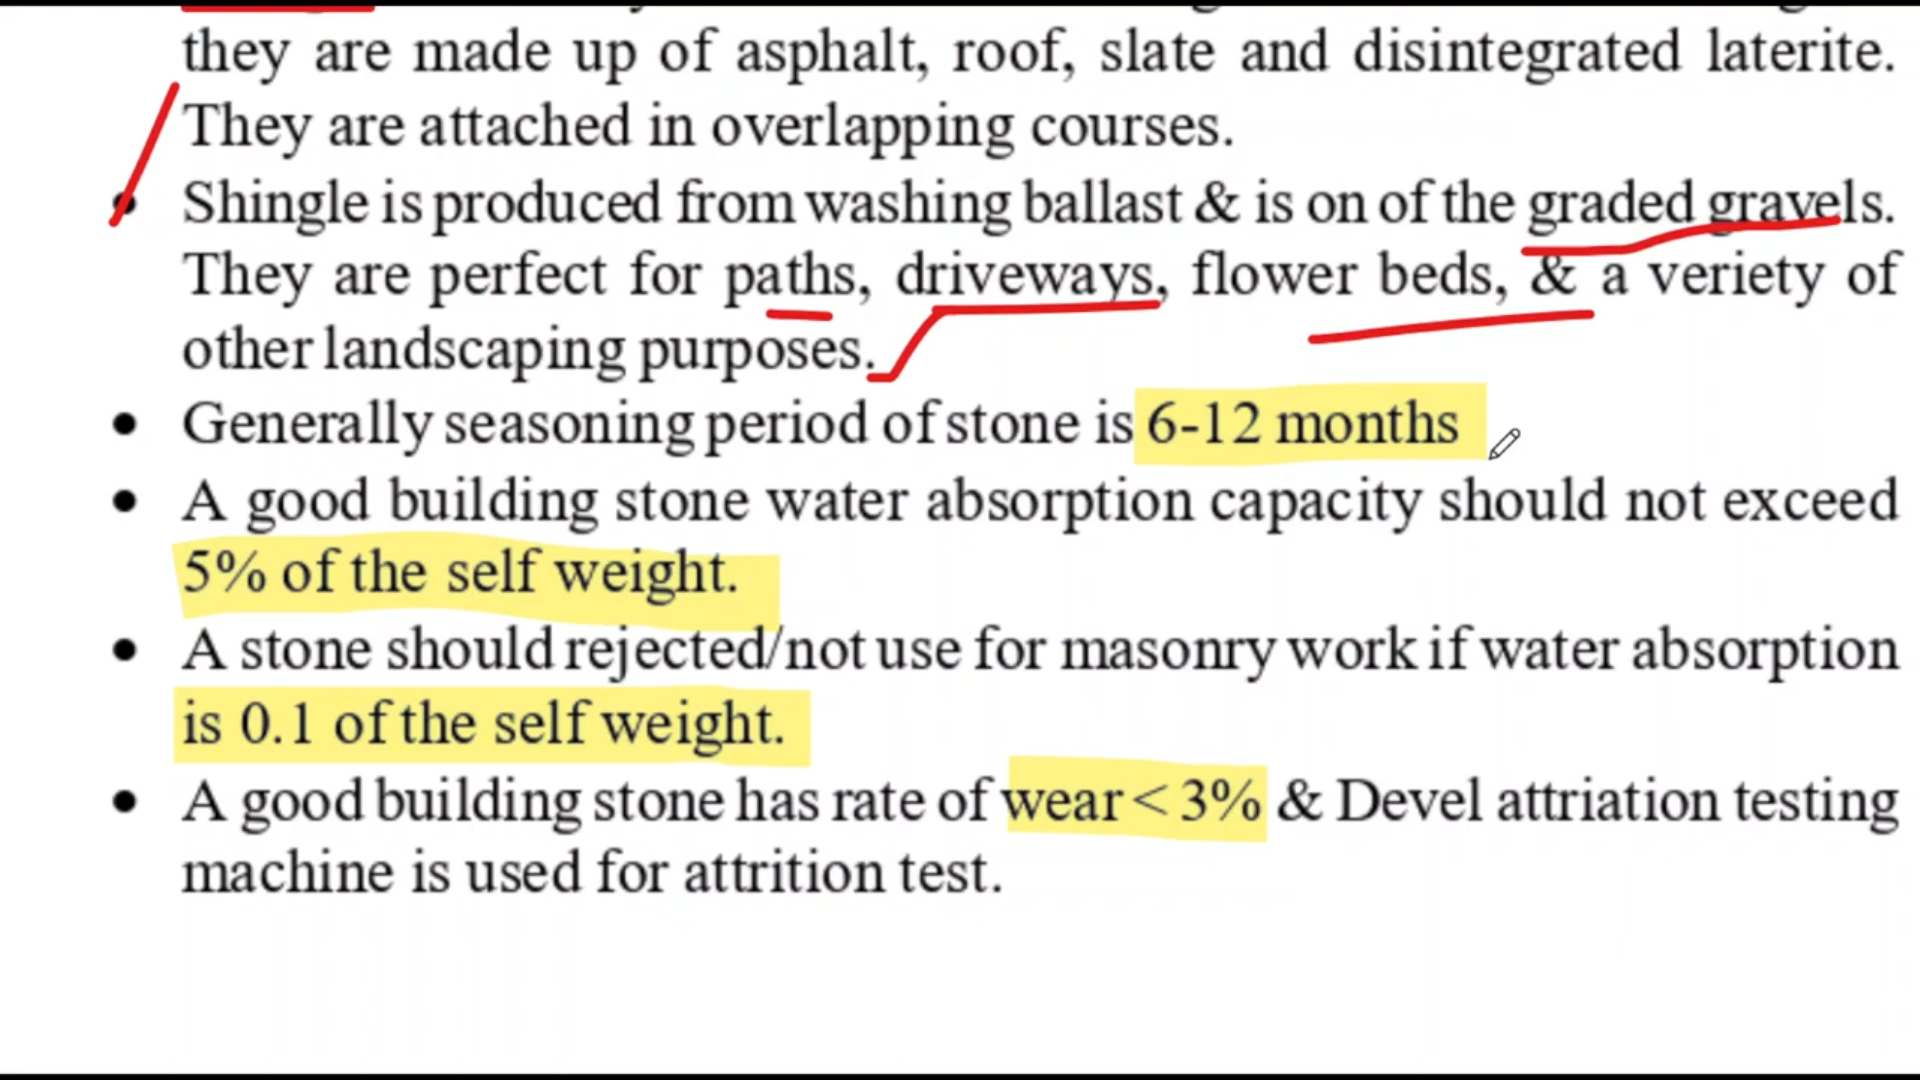 they are made up of asphalt, roof, slate and disintegrated laterite.
They are attached in overlapping courses.
• Shingle is produced from washing ballast & is on of the graded gravels.
They are perfect for paths, driveways, flower beds, & a veriety of
other landscaping purposes.
• Generally seasoning period of stone is 6-12 months
• A good building stone water absorption capacity should not exceed
5% of the self weight.
• A stone should rejected/not use for masonry work if water absorption
is 0.1 of the self weight.
• A good building stone has rate of wear < 3% & Devel attriation testing
machine is used for attrition test.